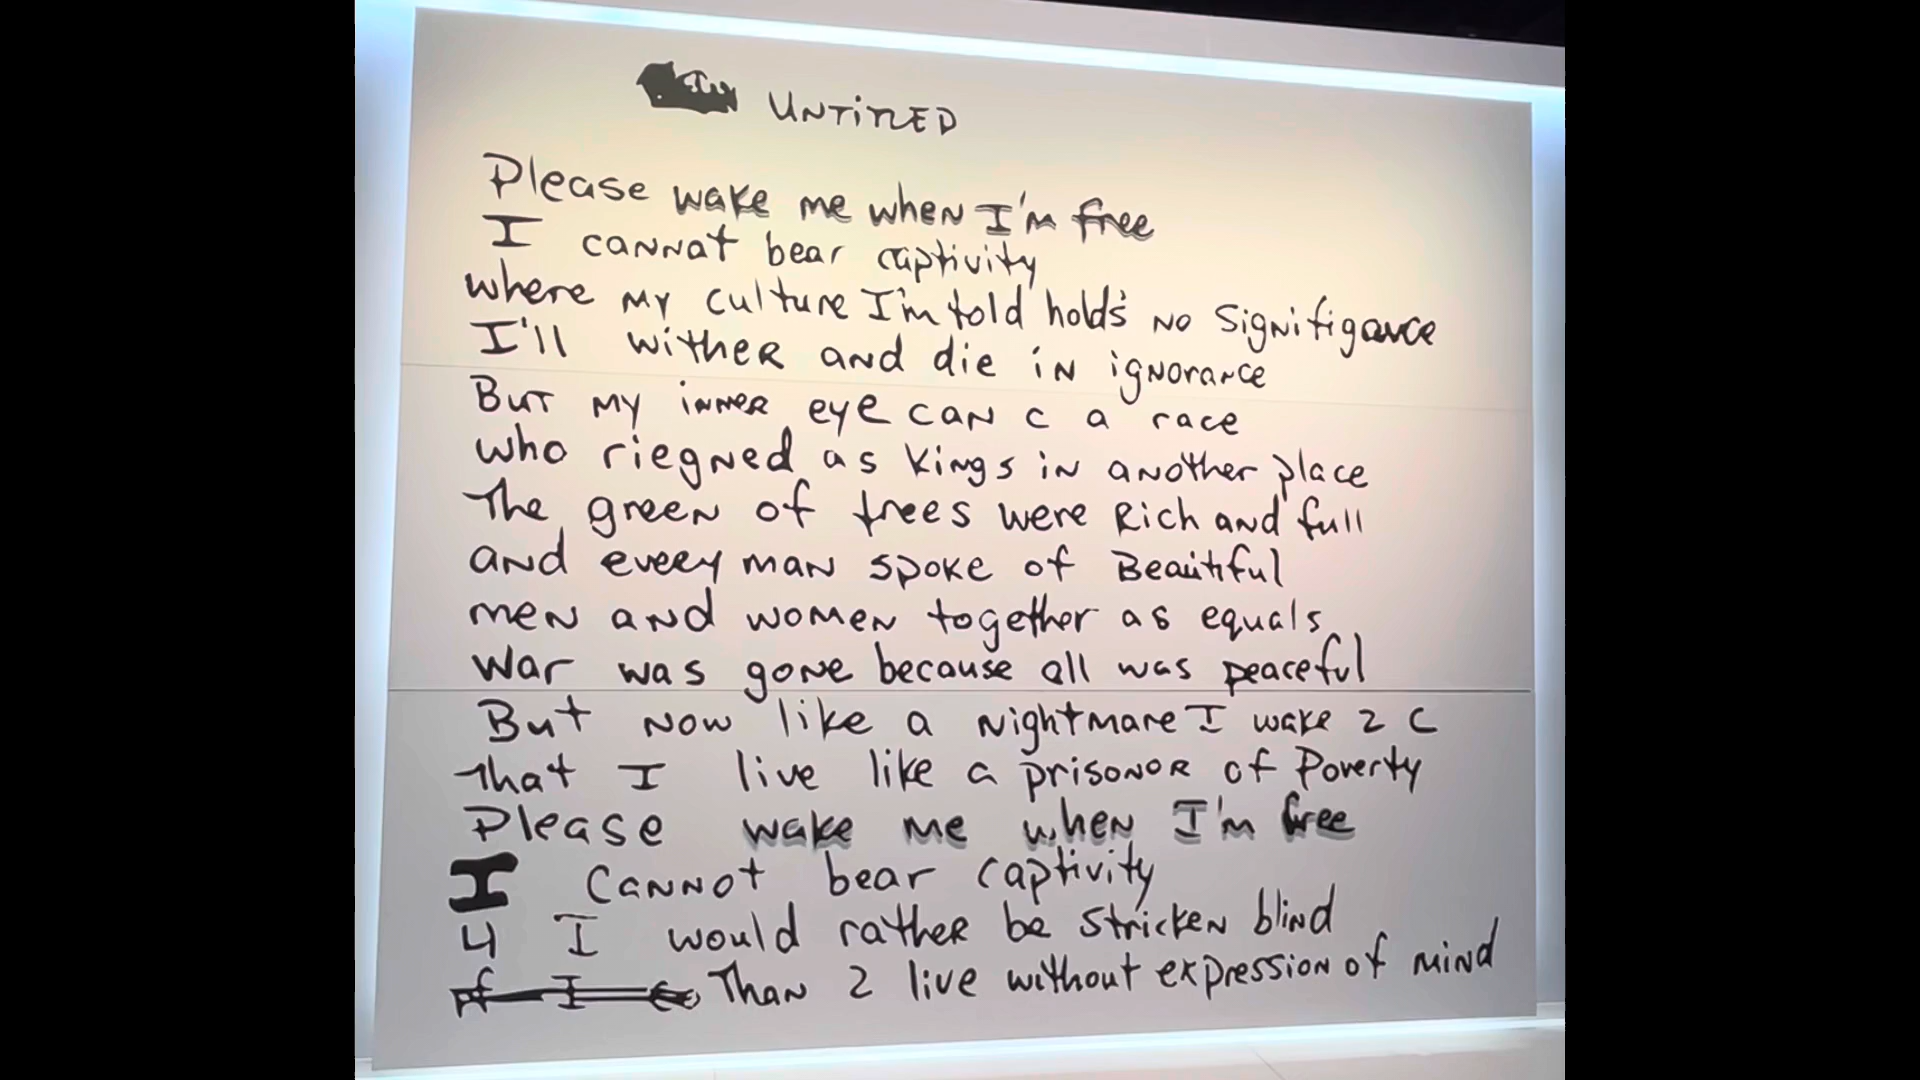 UNTiTLED
Please wake me when I'm free
I cannot bear captivity
where my culture I'm told holds no signifigance
I'll wither and die in ignorance
But my inner eye can c a race
who riegned as kings in another place
The green of trees were Rich and full
and every man spoke of Beautiful
men and women together as equals
War was gone because all was peaceful
But now like a nightmare I wake 2 C
That I live like a prisonor of Poverty
Please wake me when I'm free
I cannot bear captivity
4 I would rather be stricken blind
Than 2 live without expression of mind